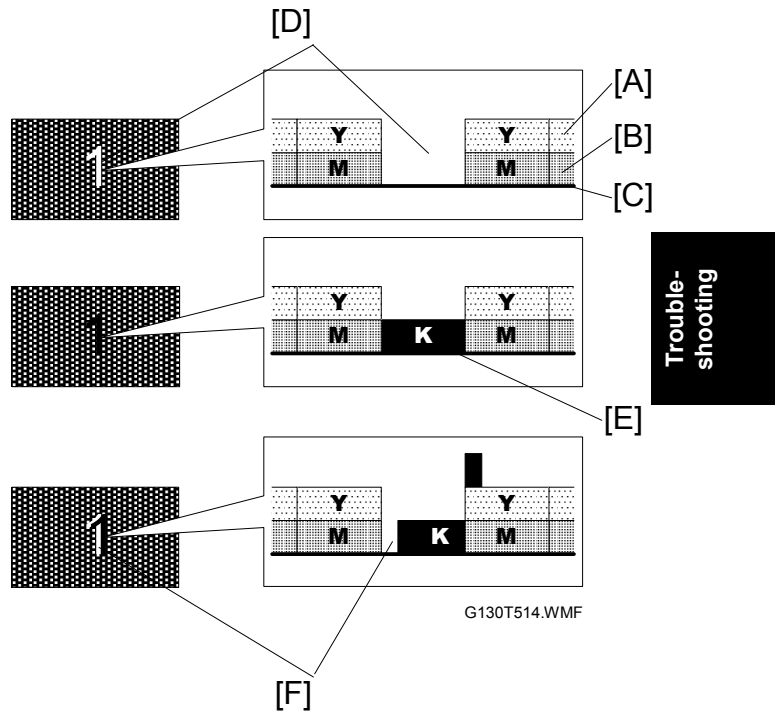 [D]
[A]
Y Y
1
[B]
M M
[C]
Y Y
1
M K M
Trouble-
shooting
[E]
Y Y
1
M K M
G130T514.WMF
[F]